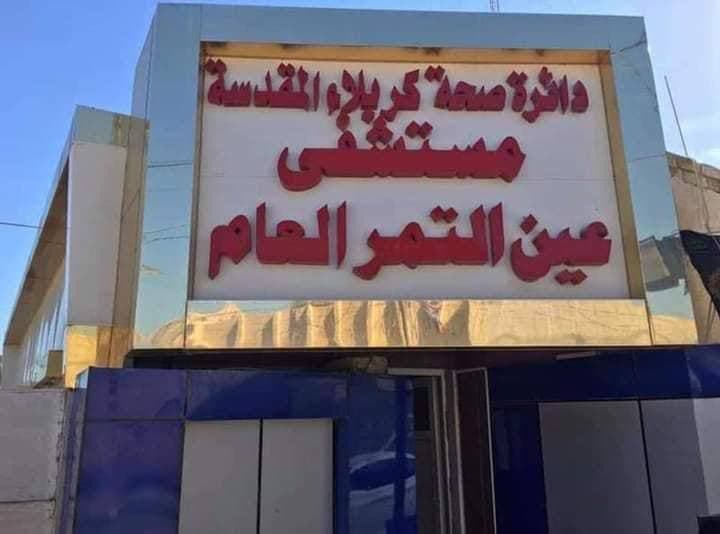 دائرة صحة كربلاء المقدسة
مستشفى
عين التمر العام